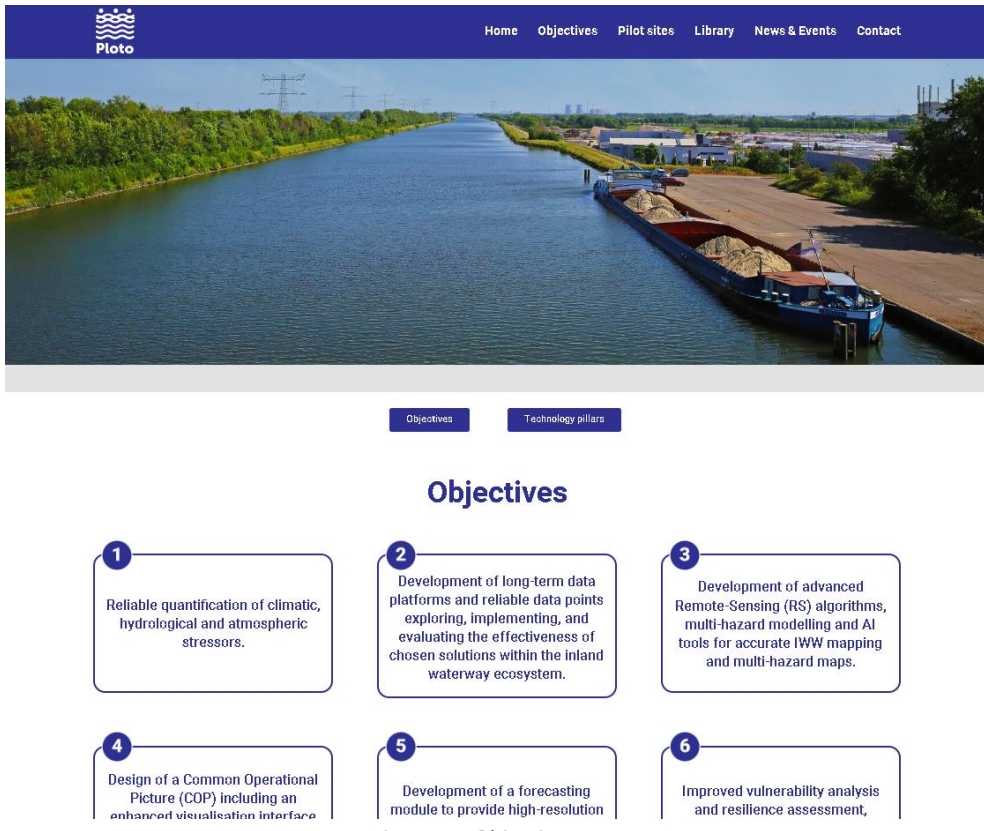 Ploto
Home Objectives Pilot sites Library News & Events Contact
Objectives Technology pillars
Objectives
1
Reliable quantification of climatic,
hydrological and atmospheric
stressors.
2
Development of long-term data
platforms and reliable data points
exploring, implementing, and
evaluating the effectiveness of
chosen solutions within the inland
waterway ecosystem.
3
Development of advanced
Remote-Sensing (RS) algorithms,
multi-hazard modelling and AI
tools for accurate IWW mapping
and multi-hazard maps.
4
Design of a Common Operational
Picture (COP) including an
enhanced visualisation interface
5
Development of a forecasting
module to provide high-resolution
6
Improved vulnerability analysis
and resilience assessment,